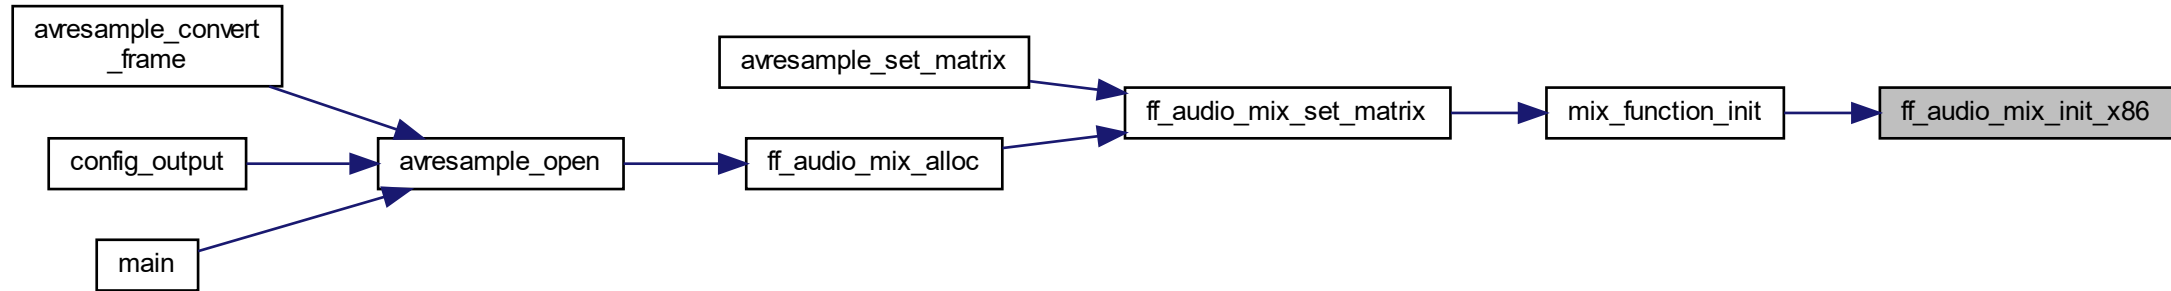 avresample_convert
_frame
config_output
main
avresample_open
avresample_set_matrix
ff_audio_mix_alloc
ff_audio_mix_set_matrix
mix_function_init
ff_audio_mix_init_x86